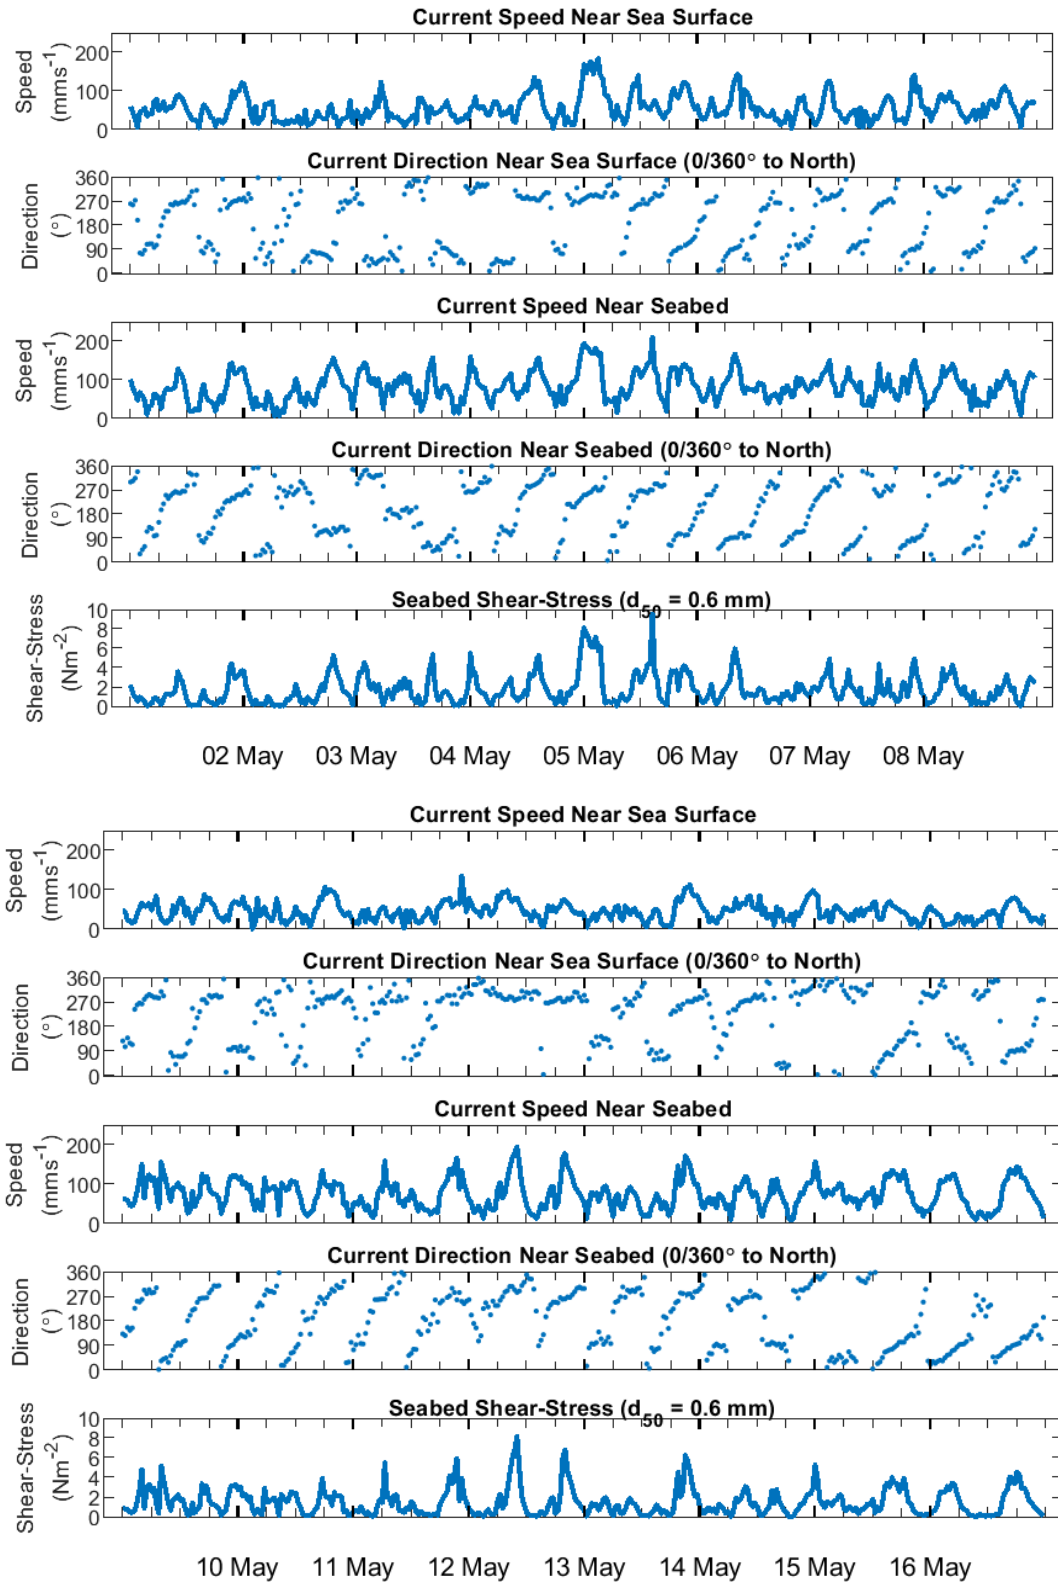 Current Speed Near Sea Surface
Speed
(mms-1)
200
100
0
Current Direction Near Sea Surface (0/360° to North)
Direction
(°)
360
270
180
90
0
Current Speed Near Seabed
Speed
(mms-1)
200
100
0
Current Direction Near Seabed (0/360° to North)
Direction
(°)
360
270
180
90
0
Seabed Shear-Stress (d50 = 0.6 mm)
Shear-Stress
(Nm-2)
10
8
6
4
2
0
02 May 03 May 04 May 05 May 06 May 07 May 08 May
Current Speed Near Sea Surface
Speed
(mms-1)
200
100
0
Current Direction Near Sea Surface (0/360° to North)
Direction
(°)
360
270
180
90
0
Current Speed Near Seabed
Speed
(mms-1)
200
100
0
Current Direction Near Seabed (0/360° to North)
Direction
(°)
360
270
180
90
0
Seabed Shear-Stress (d50 = 0.6 mm)
Shear-Stress
(Nm-2)
10
8
6
4
2
0
10 May 11 May 12 May 13 May 14 May 15 May 16 May